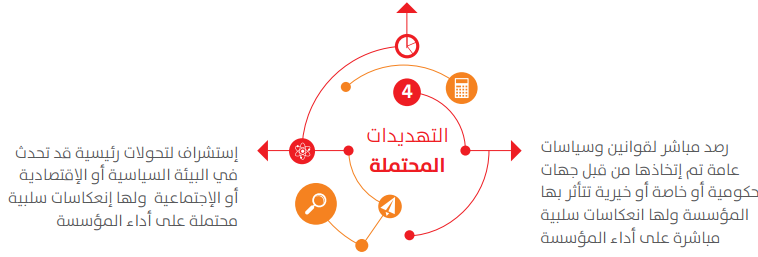 4
التهديدات
المحتملة
رصد مباشر لقوانين وسياسات
عامة تم إتخاذها من قبل جهات
حكومية أو خاصة أو خيرية تتأثر بها
المؤسسة ولها انعكاسات سلبية
مباشرة على أداء المؤسسة
إستشراف لتحولات رئيسية قد تحدث
في البيئة السياسية أو الإقتصادية
أو الإجتماعية ولها إنعكاسات سلبية
محتملة على أداء المؤسسة